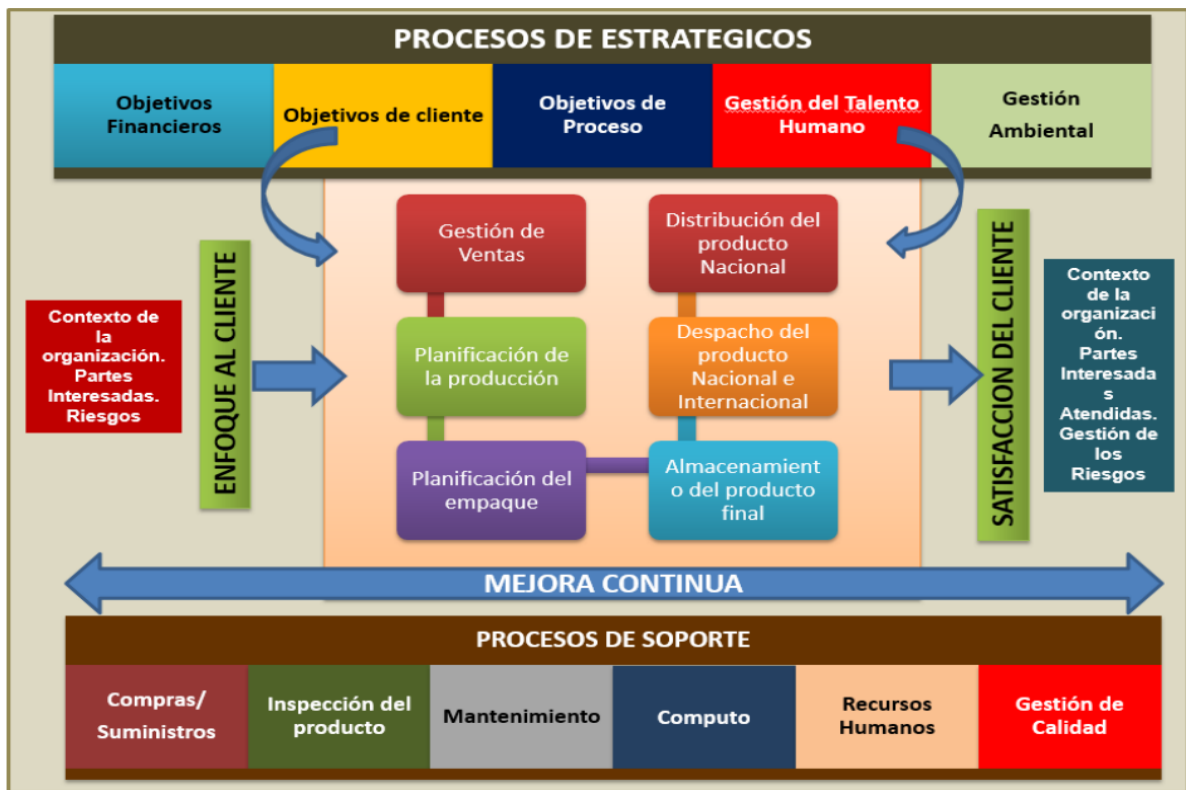 PROCESOS DE ESTRATEGICOS
Objetivos
Financieros
Objetivos de cliente
Objetivos de
Proceso
Gestión del Talento
Humano
Gestión
Ambiental
Contexto de
la
organización.
Partes
Interesadas.
Riesgos
ENFOQUE AL CLIENTE
Gestión de
Ventas
Planificación de
la producción
Planificación del
empaque
Distribución del
producto
Nacional
Despacho del
producto
Nacional e
Internacional
Almacenamient
o del producto
final
SATISFACCION DEL CLIENTE
Contexto
de la
organizaci
ón.
Partes
Interesada
s
Atendidas.
Gestión de
los
Riesgos
MEJORA CONTINUA
PROCESOS DE SOPORTE
Compras/
Suministros
Inspección del
producto
Mantenimiento
Computo
Recursos
Humanos
Gestión de
Calidad